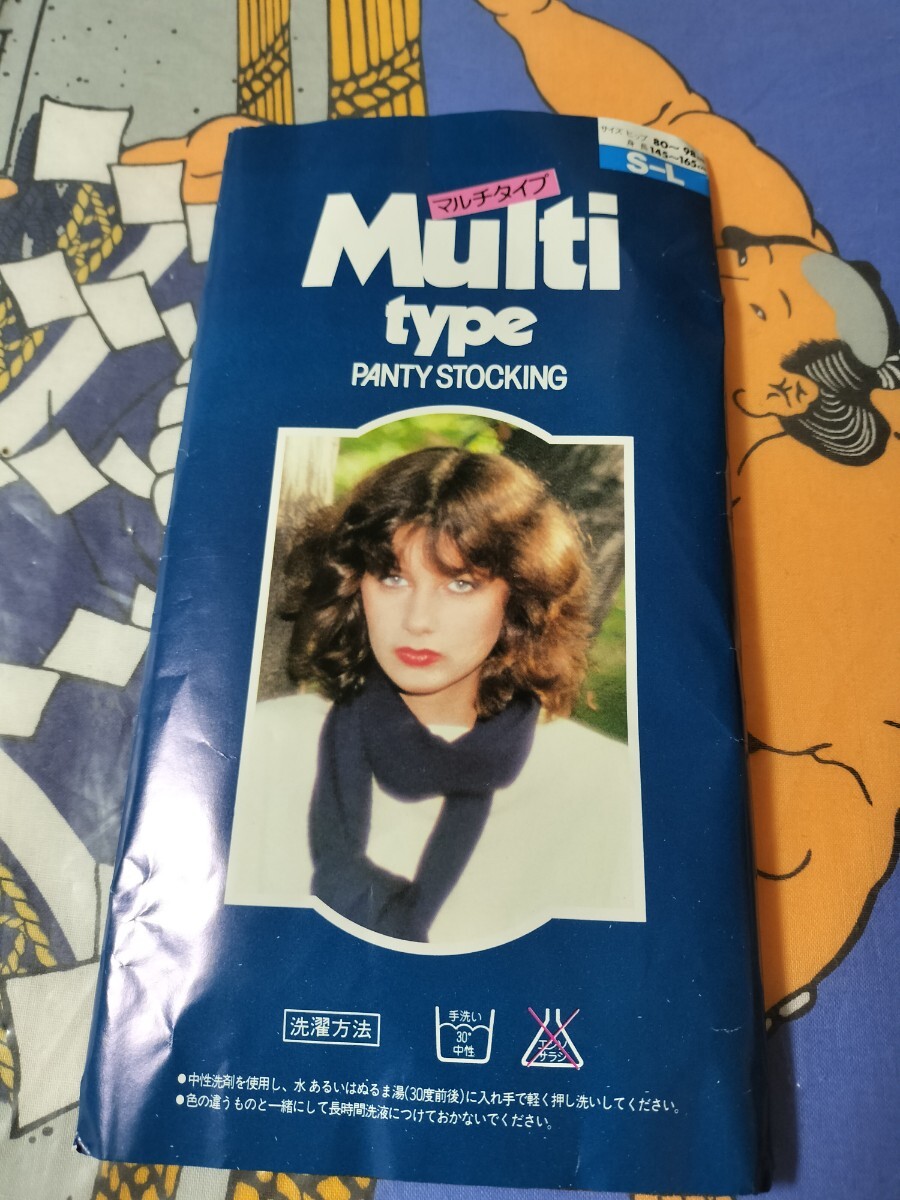 サイズ ヒップ 80〜98
身長 145〜165
S-L
マルチタイプ
Multi
type
PANTY STOCKING
洗濯方法
手洗い
30°
中性
エンソ
サラシ
●中性洗剤を使用し、水あるいはぬるま湯(30度前後)に入れ手で軽く押し洗いしてください。
●色の違うものと一緒にして長時間洗液につけておかないでください。